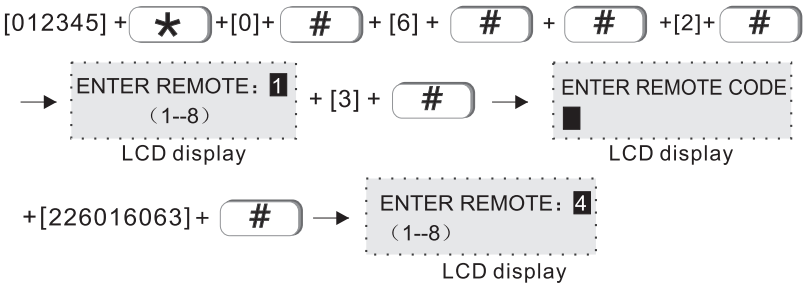 [012345] + * +[0]+ # + [6] + # + # +[2]+ #
ENTER REMOTE: 1 + [3] + # ENTER REMOTE CODE
(1--8)
LCD display LCD display
+[226016063]+ # ENTER REMOTE: 4
(1--8)
LCD display